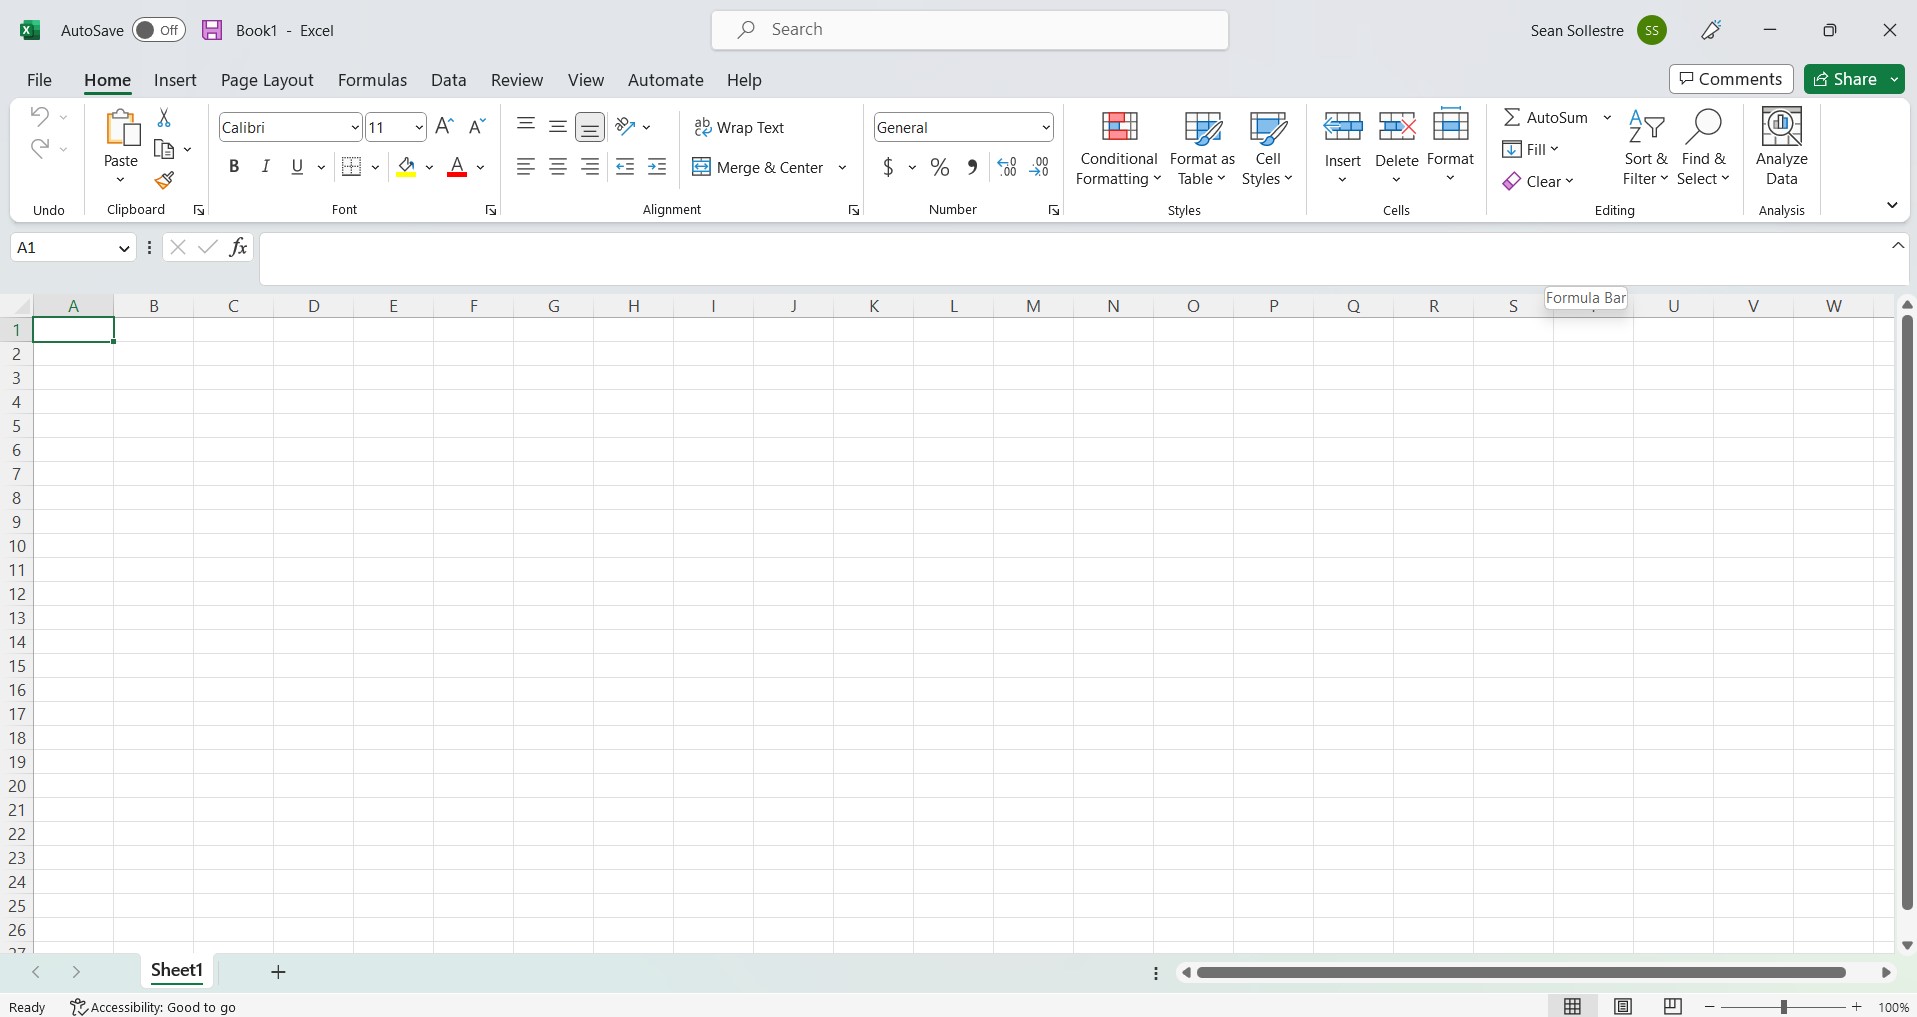 AutoSave Off Book1 - Excel Search Sean Sollestre SS
File Home Insert Page Layout Formulas Data Review View Automate Help Comments Share
Calibri 11 ab Wrap Text General AutoSum
Paste Conditional Formatting Format as Table Cell Styles Insert Delete Format Fill Sort & Filter Find & Select Analyze Data
B I U A Merge & Center $ % , .00 .0 Clear
Undo Clipboard Font Alignment Number Styles Cells Editing Analysis
A1 fx
Formula Bar
A B C D E F G H I J K L M N O P Q R S U V W
1
2
3
4
5
6
7
8
9
10
11
12
13
14
15
16
17
18
19
20
21
22
23
24
25
26
27
Sheet1
Ready Accessibility: Good to go 100%